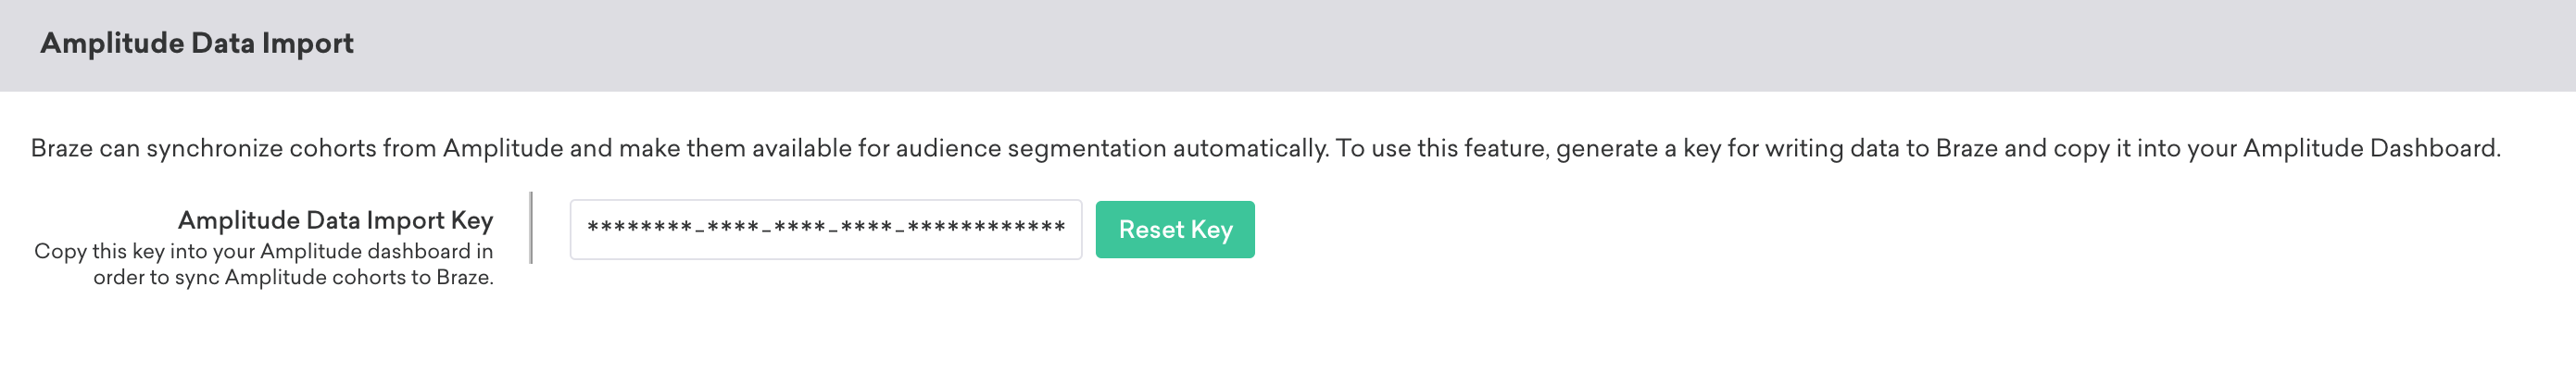 Amplitude Data Import
Braze can synchronize cohorts from Amplitude and make them available for audience segmentation automatically. To use this feature, generate a key for writing data to Braze and copy it into your Amplitude Dashboard.
Amplitude Data Import Key
Copy this key into your Amplitude dashboard in
order to sync Amplitude cohorts to Braze.
********-****-****-****-************
Reset Key